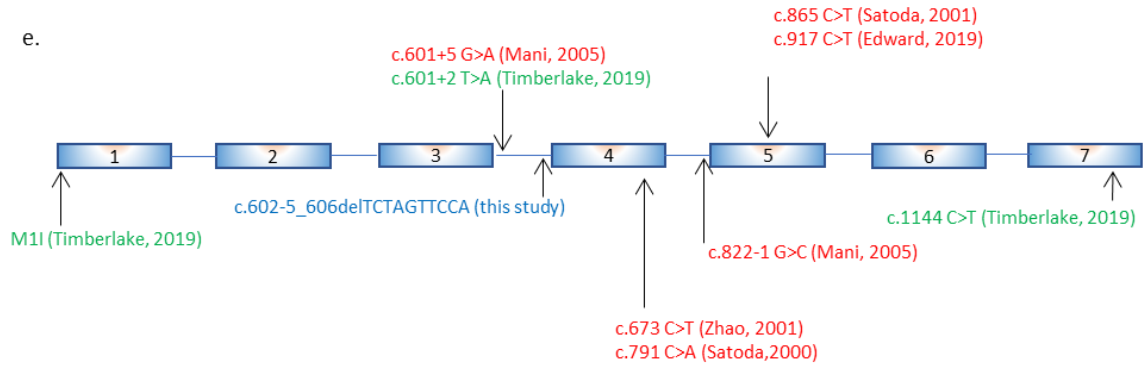 e.
c.865 C>T (Satoda, 2001)
c.917 C>T (Edward, 2019)
c.601+5 G>A (Mani, 2005)
c.601+2 T>A (Timberlake, 2019)
1
2
3
4
5
6
7
M1I (Timberlake, 2019)
c.602-5_606delTCTAGTTCCA (this study)
c.1144 C>T (Timberlake, 2019)
c.822-1 G>C (Mani, 2005)
c.673 C>T (Zhao, 2001)
c.791 C>A (Satoda,2000)